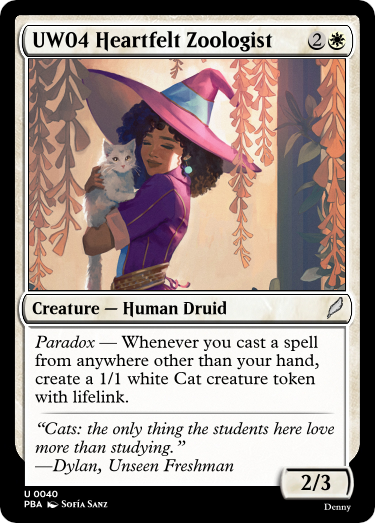 UW04 Heartfelt Zoologist 2
Creature — Human Druid
Paradox — Whenever you cast a spell
from anywhere other than your hand,
create a 1/1 white Cat creature token
with lifelink.
“Cats: the only thing the students here love
more than studying.”
—Dylan, Unseen Freshman
2/3
U 0040
PBA Sofía Sanz
Denny